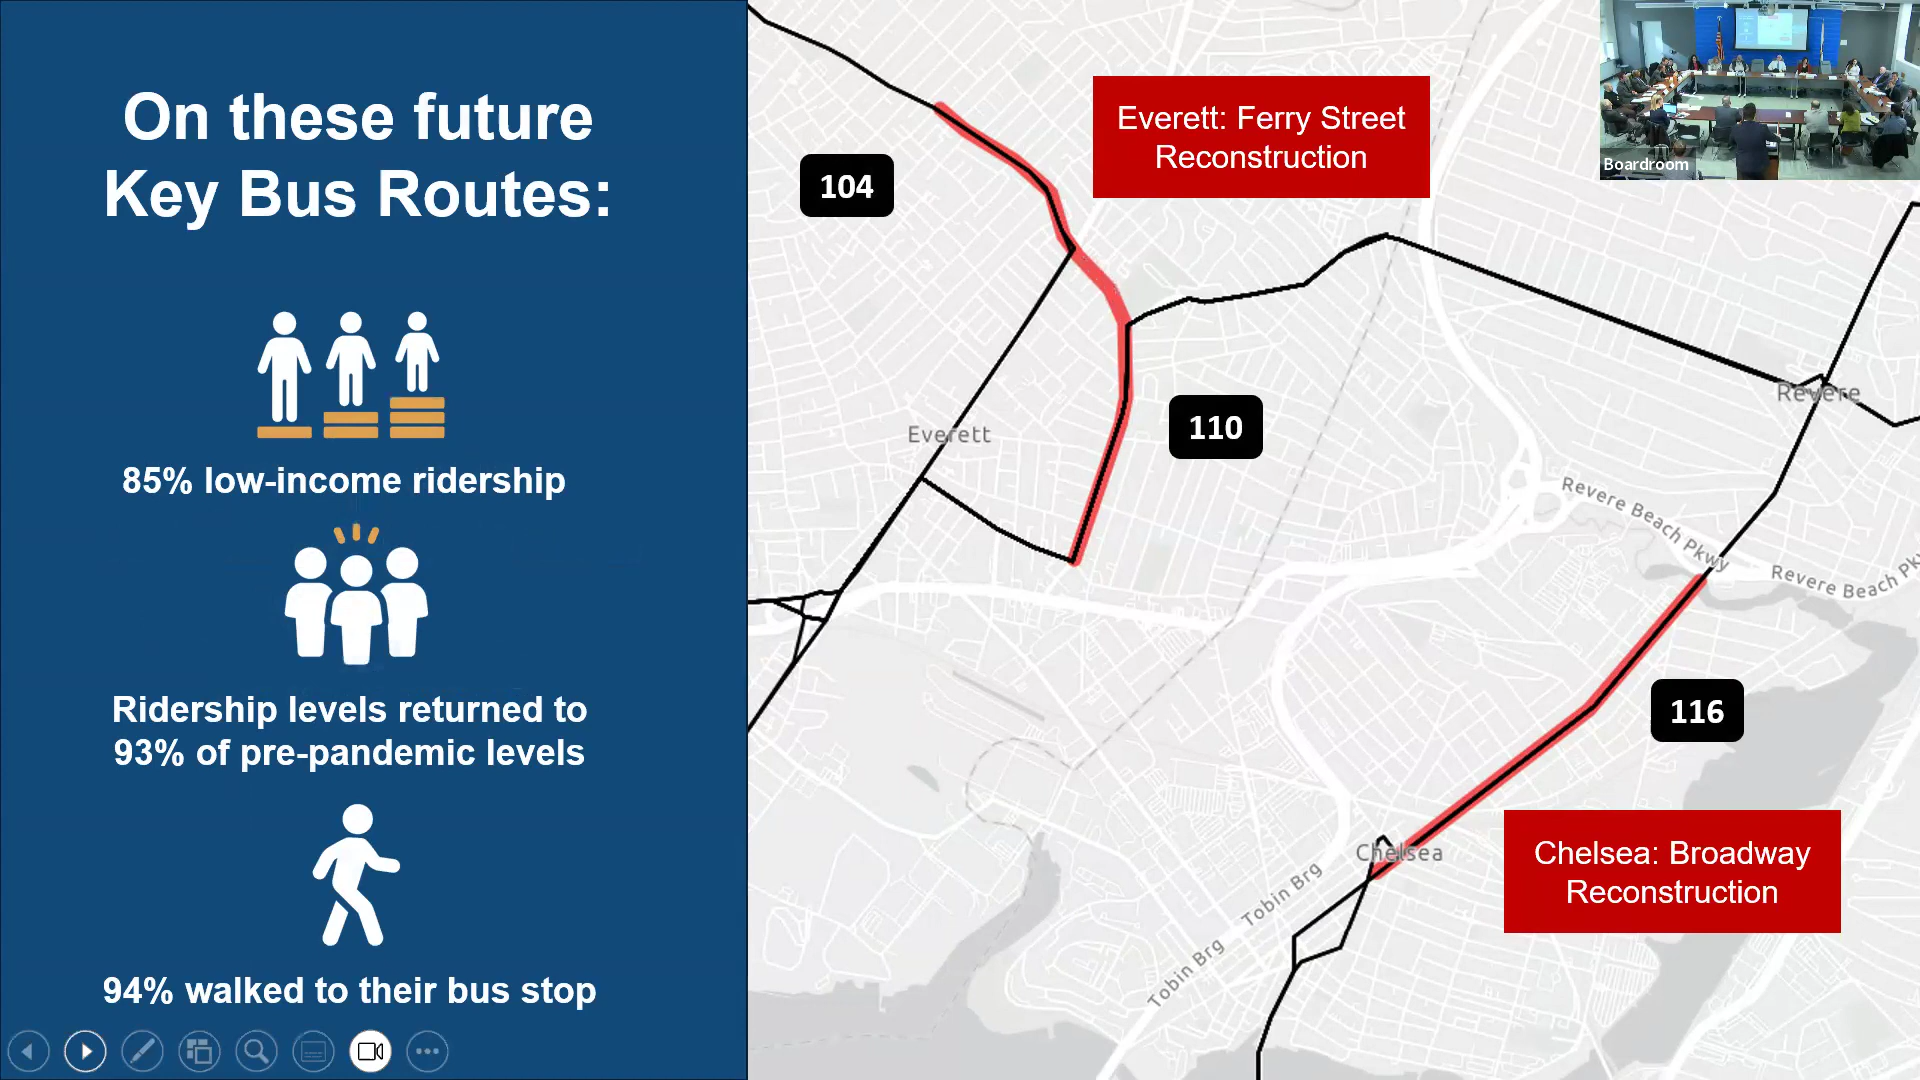 On these future
Key Bus Routes:
85% low-income ridership
Ridership levels returned to
93% of pre-pandemic levels
94% walked to their bus stop
Everett: Ferry Street
Reconstruction
104
110
116
Everett
Revere
Revere Beach Pkwy
Revere Beach Pk
Chelsea
Tobin Brg
Tobin Brg
Chelsea: Broadway
Reconstruction
Boardroom